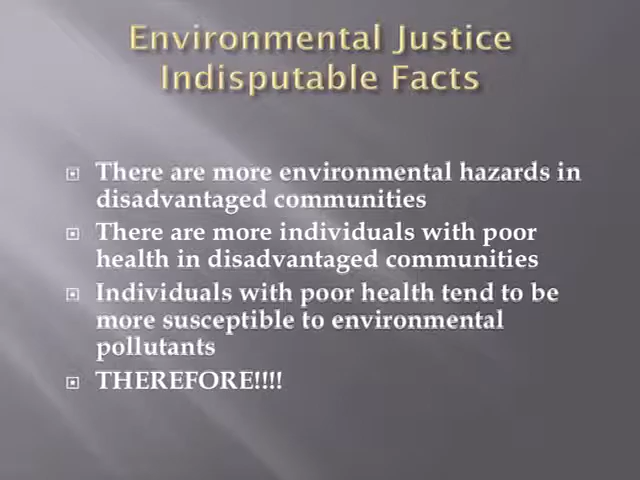 Environmental Justice
Indisputable Facts
There are more environmental hazards in
disadvantaged communities
There are more individuals with poor
health in disadvantaged communities
Individuals with poor health tend to be
more susceptible to environmental
pollutants
THEREFORE!!!!